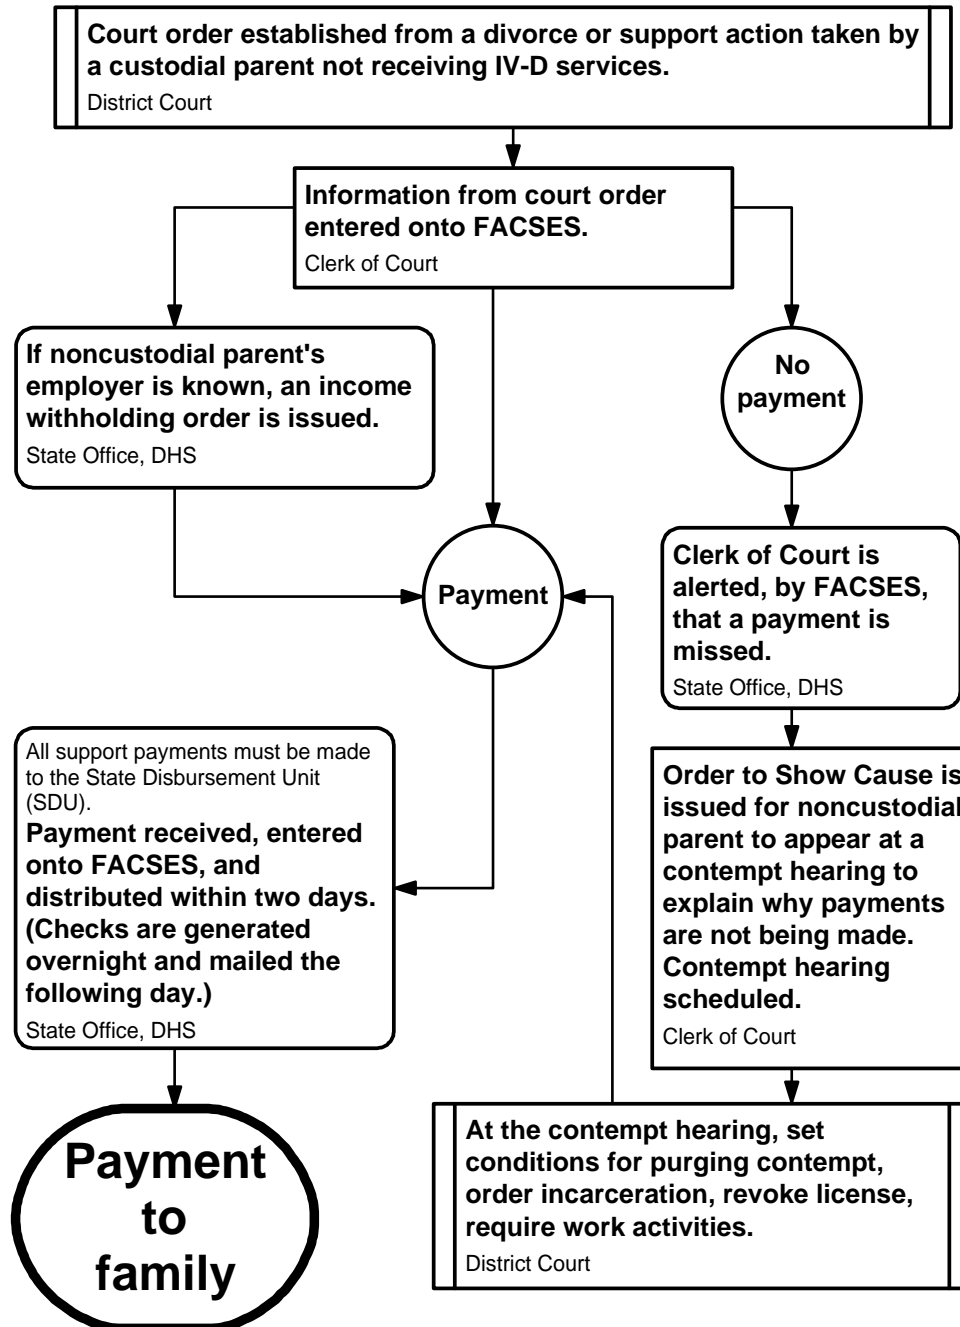 Court order established from a divorce or support action taken by
a custodial parent not receiving IV-D services.
District Court
Information from court order
entered onto FACSES.
Clerk of Court
If noncustodial parent's
employer is known, an income
withholding order is issued.
State Office, DHS
No
payment
Payment
Clerk of Court is
alerted, by FACSES,
that a payment is
missed.
State Office, DHS
All support payments must be made
to the State Disbursement Unit
(SDU).
Payment received, entered
onto FACSES, and
distributed within two days.
(Checks are generated
overnight and mailed the
following day.)
State Office, DHS
Order to Show Cause is
issued for noncustodial
parent to appear at a
contempt hearing to
explain why payments
are not being made.
Contempt hearing
scheduled.
Clerk of Court
Payment
to
family
At the contempt hearing, set
conditions for purging contempt,
order incarceration, revoke license,
require work activities.
District Court